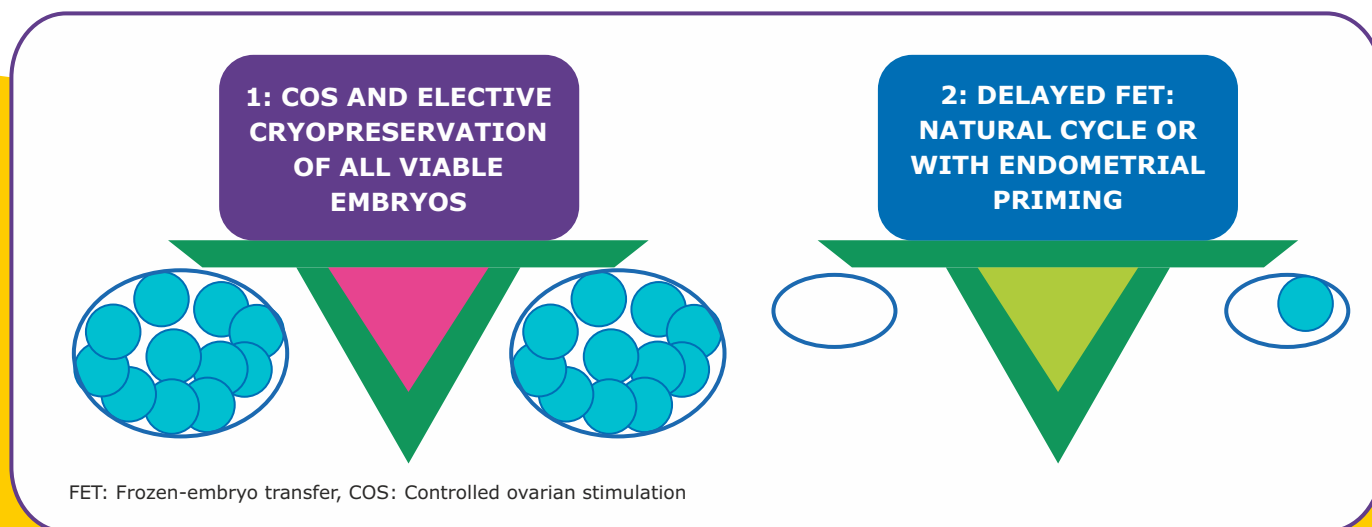 1: COS AND ELECTIVE
CRYOPRESERVATION
OF ALL VIABLE
EMBRYOS
2: DELAYED FET:
NATURAL CYCLE OR
WITH ENDOMETRIAL
PRIMING
FET: Frozen-embryo transfer, COS: Controlled ovarian stimulation